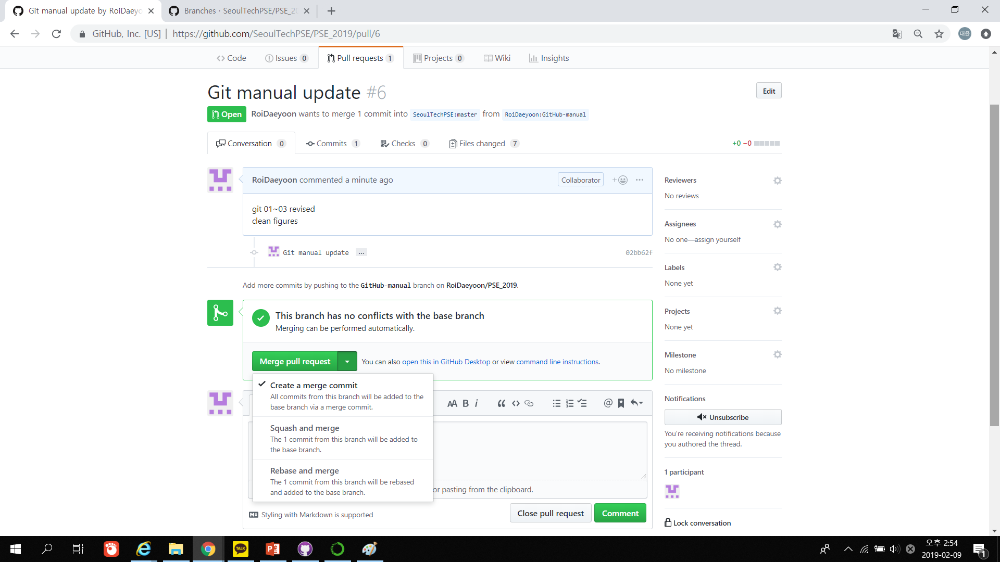 Git manual update by RoiDaeyo
Branches · SeoulTechPSE/PSE_20
GitHub, Inc. [US] | https://github.com/SeoulTechPSE/PSE_2019/pull/6
대윤
Code
Issues 0
Pull requests 1
Projects 0
Wiki
Insights
Git manual update #6
Edit
Open
RoiDaeyoon wants to merge 1 commit into SeoulTechPSE:master from RoiDaeyoon:GitHub-manual
Conversation 0
Commits 1
Checks 0
Files changed 7
+0 −0
RoiDaeyoon commented a minute ago
Collaborator
git 01~03 revised
clean figures
Git manual update ...
02bb62f
Add more commits by pushing to the GitHub-manual branch on RoiDaeyoon/PSE_2019.
This branch has no conflicts with the base branch
Merging can be performed automatically.
Merge pull request
You can also open this in GitHub Desktop or view command line instructions.
Create a merge commit
All commits from this branch will be added to the
base branch via a merge commit.
Squash and merge
The 1 commit from this branch will be added to
the base branch.
Rebase and merge
The 1 commit from this branch will be rebased
and added to the base branch.
or pasting from the clipboard.
Styling with Markdown is supported
Close pull request
Comment
Reviewers
No reviews
Assignees
No one—assign yourself
Labels
None yet
Projects
None yet
Milestone
No milestone
Notifications
Unsubscribe
You're receiving notifications because
you authored the thread.
1 participant
Lock conversation
TALK
오후 2:54
2019-02-09
1